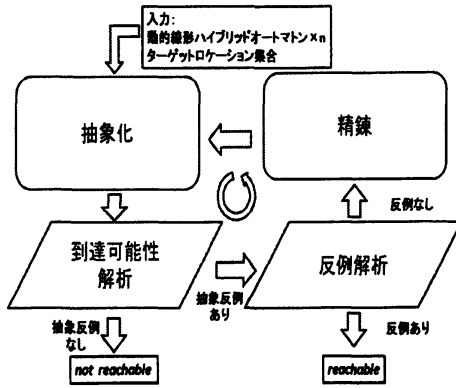 入力:
動的線形ハイブリッドオートマトン×n
ターゲットロケーション集合
抽象化
精錬
反例なし
到達可能性
解析
抽象反例
あり
反例解析
抽象反例
なし
反例あり
not reachable
reachable